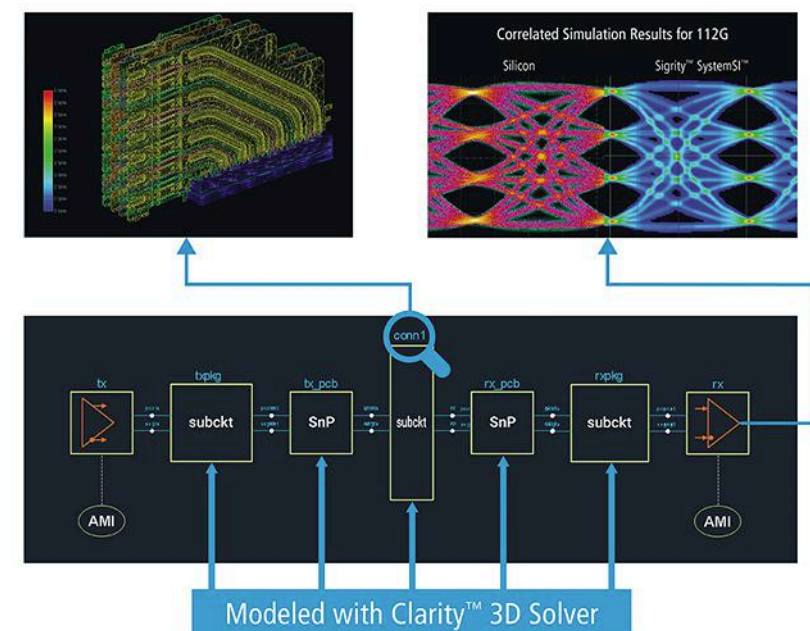 Correlated Simulation Results for 112G
Silicon
Sigrity™ SystemSI™
conn1
tx
txpkg
tx_pcb
rx_pcb
rxpkg
rx
subckt
SnP
subckt
SnP
subckt
AMI
AMI
Modeled with Clarity™ 3D Solver